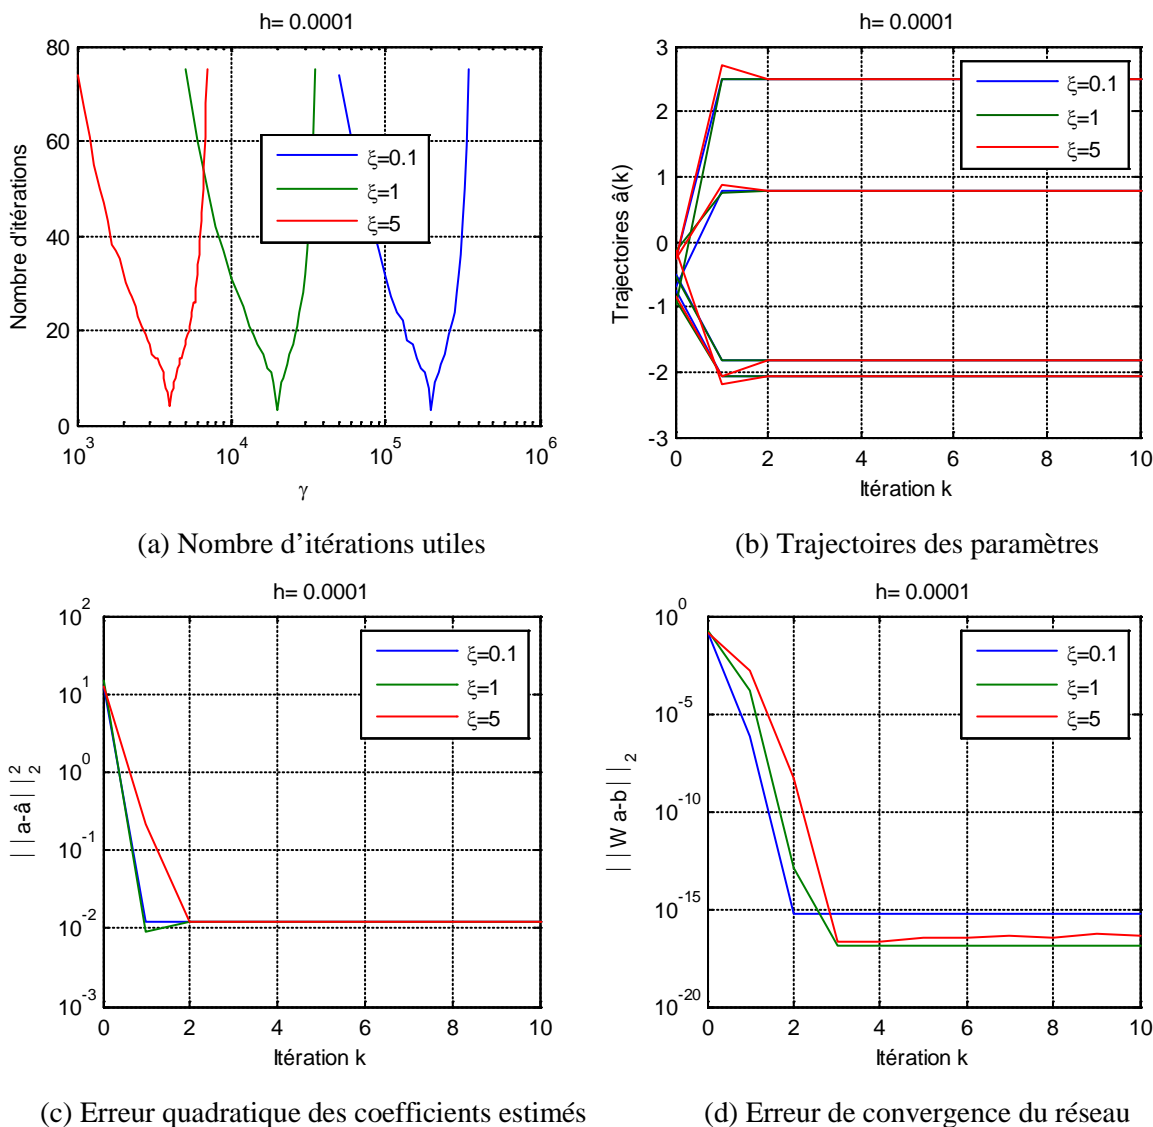 h= 0.0001
80
60
40
20
0
Nombre d'itérations
ξ=0.1
ξ=1
ξ=5
10^3
10^4
10^5
10^6
γ
(a) Nombre d'itérations utiles
h= 0.0001
3
2
1
0
-1
-2
-3
Trajectoires â(k)
ξ=0.1
ξ=1
ξ=5
0
2
4
6
8
10
Itération k
(b) Trajectoires des paramètres
h= 0.0001
10^2
10^1
10^0
10^-1
10^-2
10^-3
||a-â||_2^2
ξ=0.1
ξ=1
ξ=5
0
2
4
6
8
10
Itération k
(c) Erreur quadratique des coefficients estimés
h= 0.0001
10^0
10^-5
10^-10
10^-15
10^-20
||W a-b||_2
ξ=0.1
ξ=1
ξ=5
0
2
4
6
8
10
Itération k
(d) Erreur de convergence du réseau